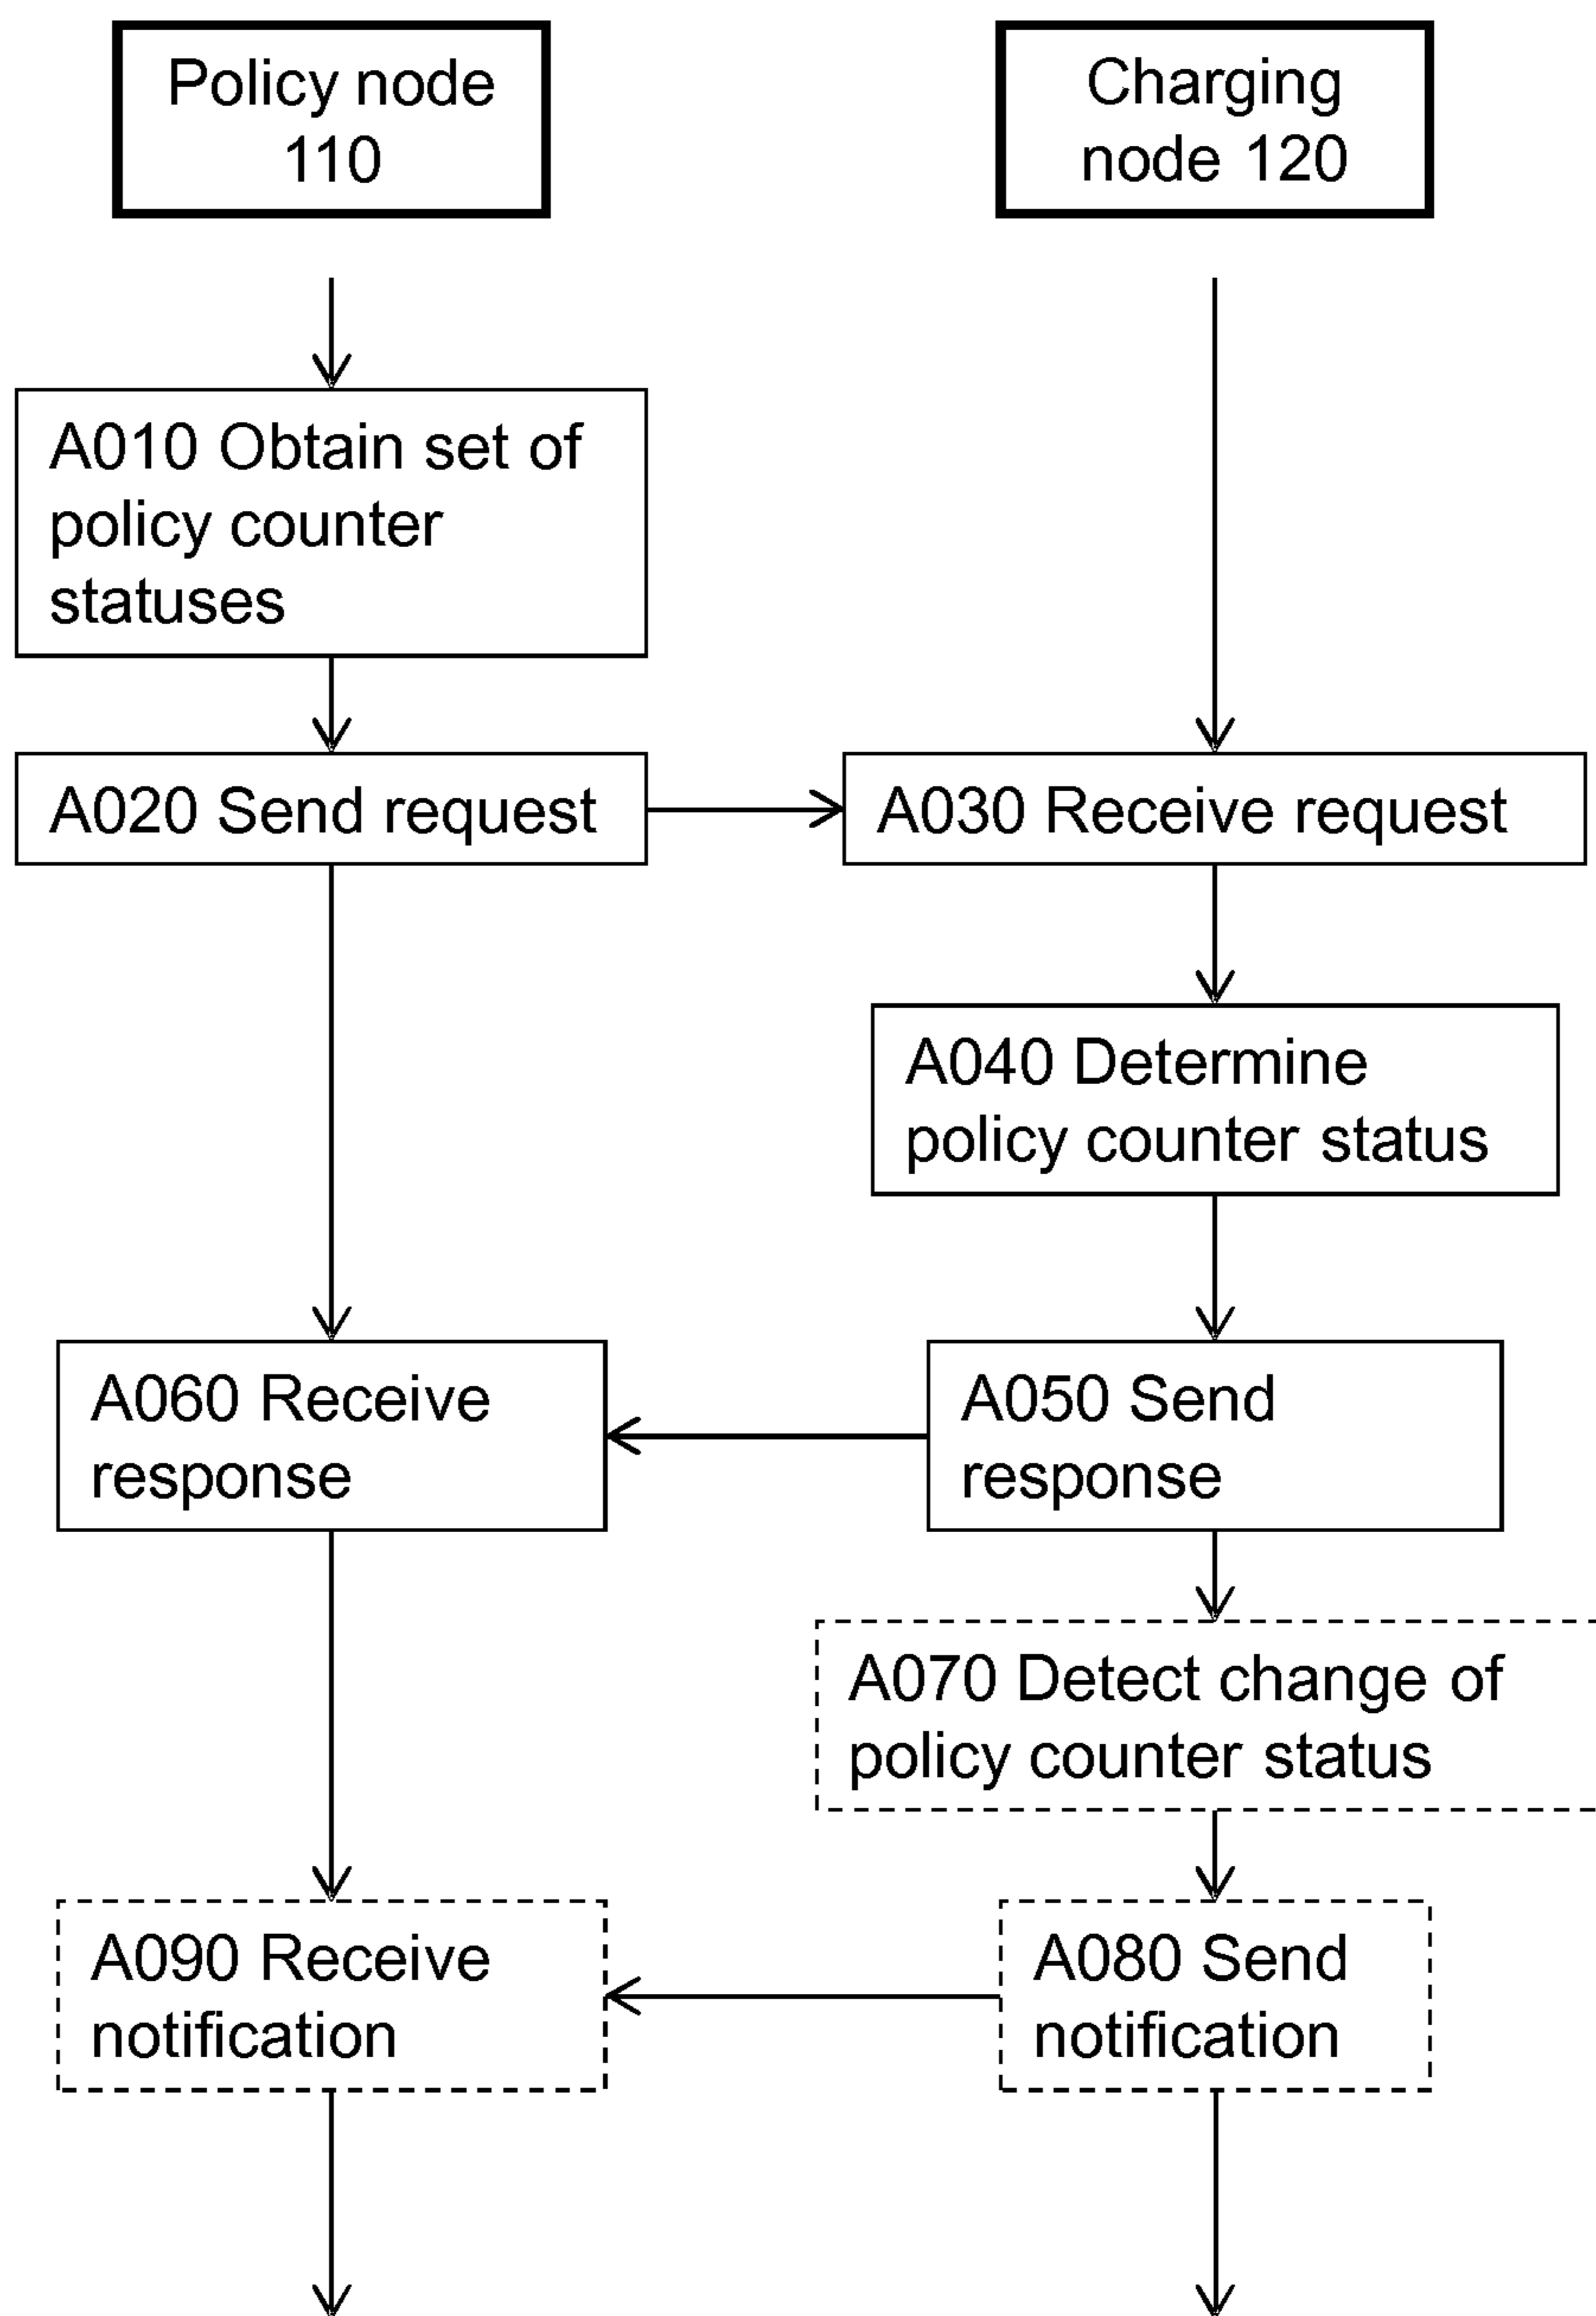 Policy node
110
Charging
node 120
A010 Obtain set of
policy counter
statuses
A020 Send request
A030 Receive request
A040 Determine
policy counter status
A060 Receive
response
A050 Send
response
A070 Detect change of
policy counter status
A090 Receive
notification
A080 Send
notification